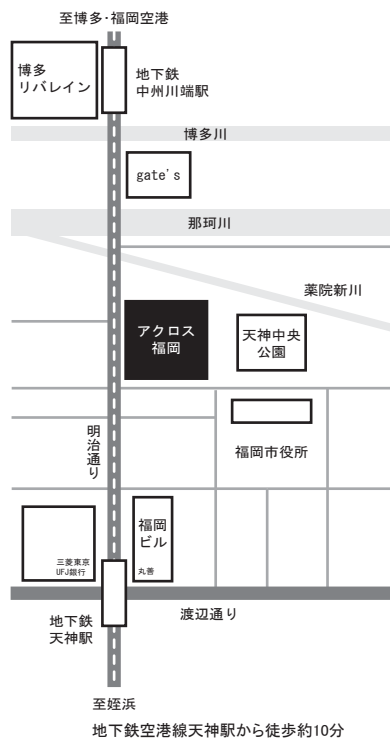 至博多・福岡空港
博多
リバレイン
地下鉄
中州川端駅
博多川
gate's
那珂川
薬院新川
アクロス
福岡
天神中央
公園
明治通り
福岡市役所
福岡
ビル
丸善
三菱東京
UFJ銀行
地下鉄
天神駅
渡辺通り
至姪浜
地下鉄空港線天神駅から徒歩約10分